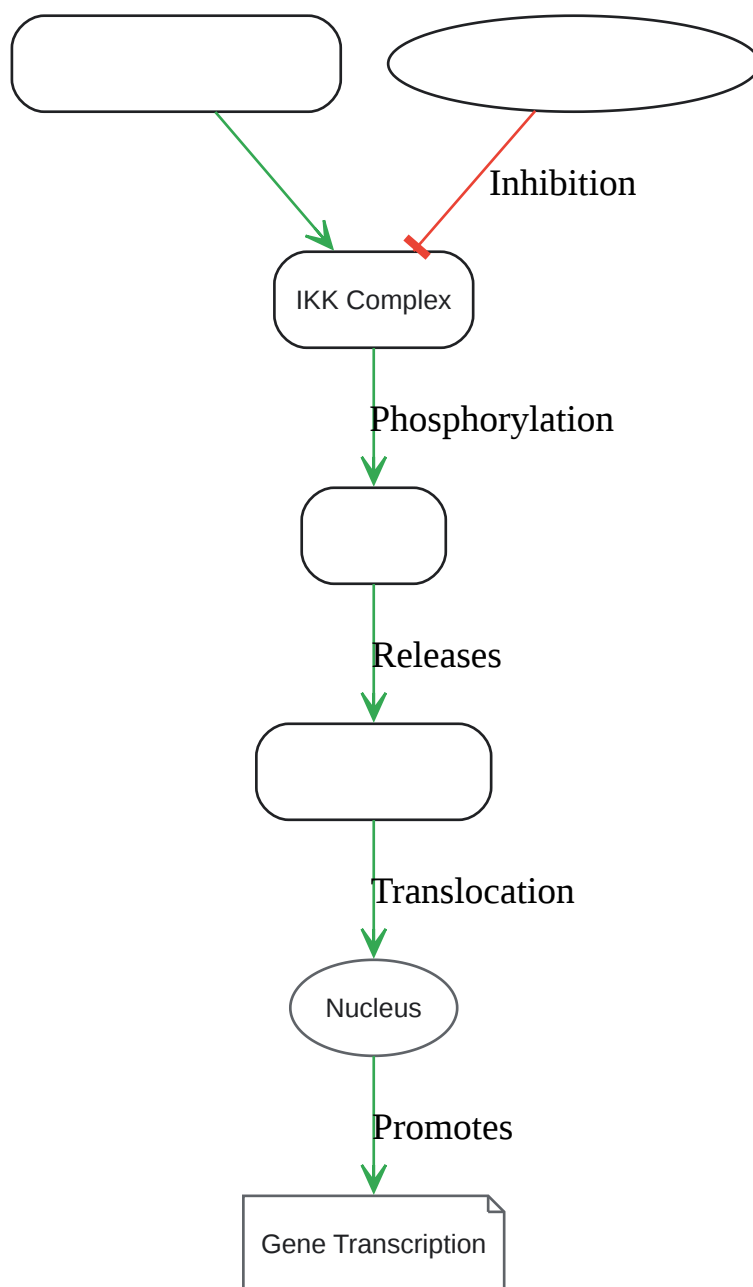 Inhibition
IKK Complex
Phosphorylation
Releases
Translocation
Nucleus
Promotes
Gene Transcription